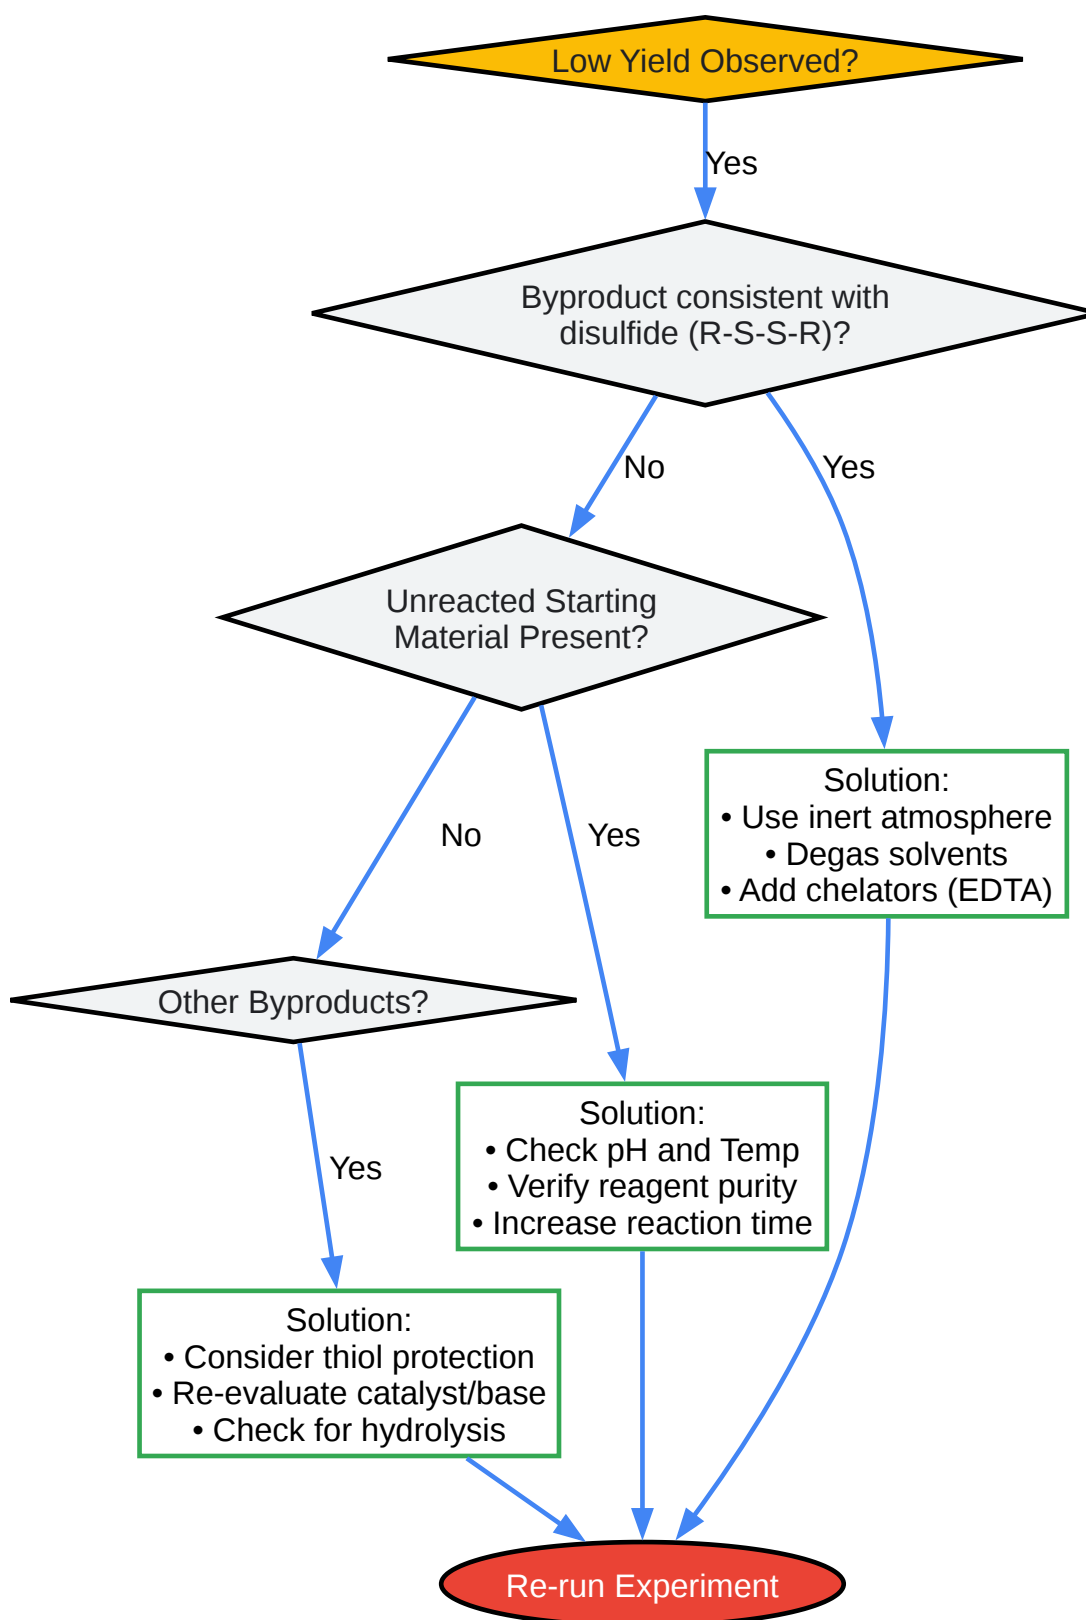 Low Yield Observed?
Yes
Byproduct consistent with
disulfide (R-S-S-R)?
No
Yes
Unreacted Starting
Material Present?
Solution:
• Use inert atmosphere
• Degas solvents
• Add chelators (EDTA)
No
Yes
Other Byproducts?
Solution:
• Check pH and Temp
• Verify reagent purity
• Increase reaction time
Yes
Solution:
• Consider thiol protection
• Re-evaluate catalyst/base
• Check for hydrolysis
Re-run Experiment